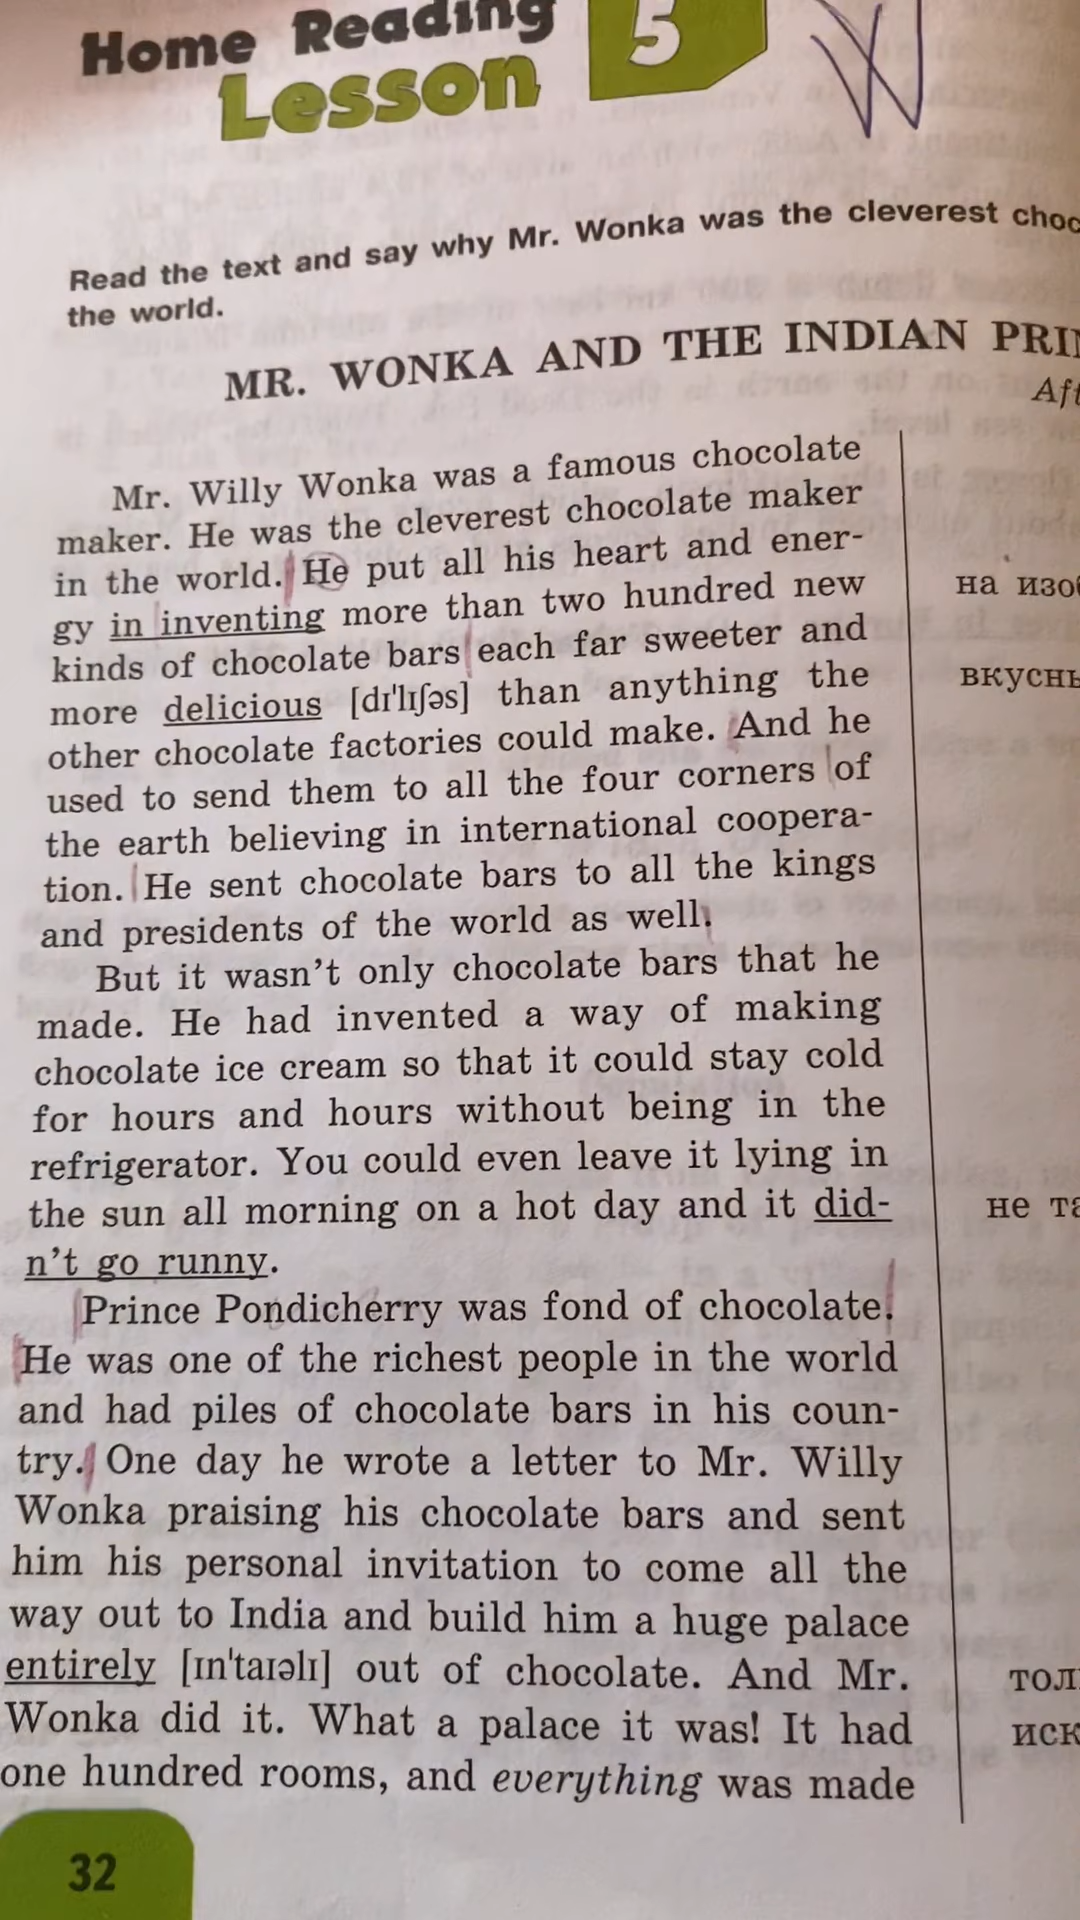 Home Reading
Lesson 5
W
Read the text and say why Mr. Wonka was the cleverest
the world.
MR. WONKA AND THE INDIAN
Mr. Willy Wonka was a famous chocolate
maker. He was the cleverest chocolate maker
in the world. He put all his heart and ener-
gy in inventing more than two hundred new
kinds of chocolate bars each far sweeter and
more delicious [dɪ'lɪʃəs] than anything the
other chocolate factories could make. And he
used to send them to all the four corners of
the earth believing in international coopera-
tion. He sent chocolate bars to all the kings
and presidents of the world as well.
But it wasn't only chocolate bars that he
made. He had invented a way of making
chocolate ice cream so that it could stay cold
for hours and hours without being in the
refrigerator. You could even leave it lying in
the sun all morning on a hot day and it did-
n't go runny.
Prince Pondicherry was fond of chocolate.
He was one of the richest people in the world
and had piles of chocolate bars in his coun-
try. One day he wrote a letter to Mr. Willy
Wonka praising his chocolate bars and sent
him his personal invitation to come all the
way out to India and build him a huge palace
entirely [ɪn'taɪəlɪ] out of chocolate. And Mr.
Wonka did it. What a palace it was! It had
one hundred rooms, and everything was made
на
не
32